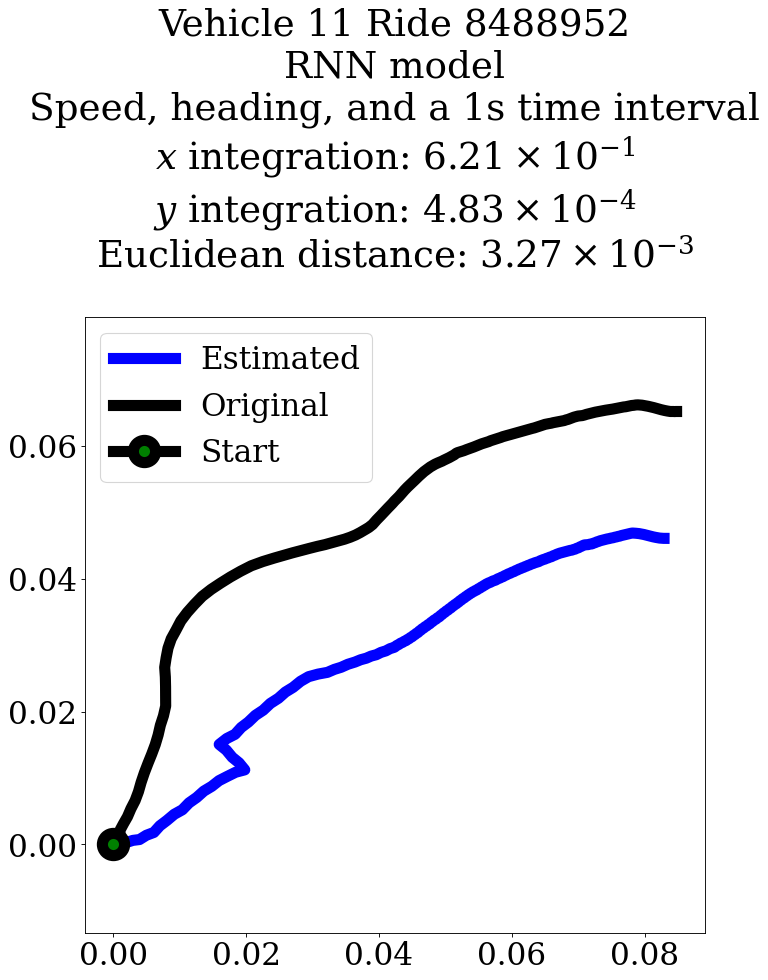 Vehicle 11 Ride 8488952
RNN model
Speed, heading, and a 1s time interval
x integration: 6.21 × 10⁻¹
y integration: 4.83 × 10⁻⁴
Euclidean distance: 3.27 × 10⁻³
Estimated
Original
Start
0.06
0.04
0.02
0.00
0.00 0.02 0.04 0.06 0.08